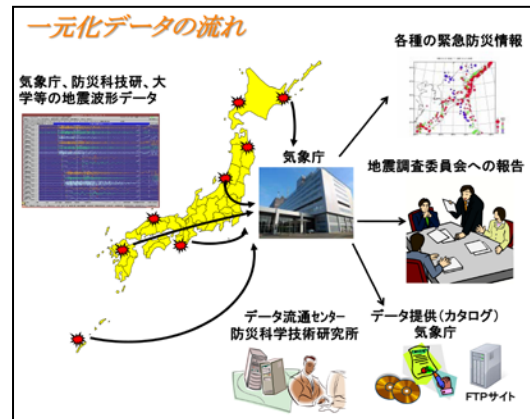 一元化データの流れ
気象庁、防災科技研、大
学等の地震波形データ
各種の緊急防災情報
気象庁
地震調査委員会への報告
データ流通センター
防災科学技術研究所
データ提供(カタログ)
気象庁
FTPサイト